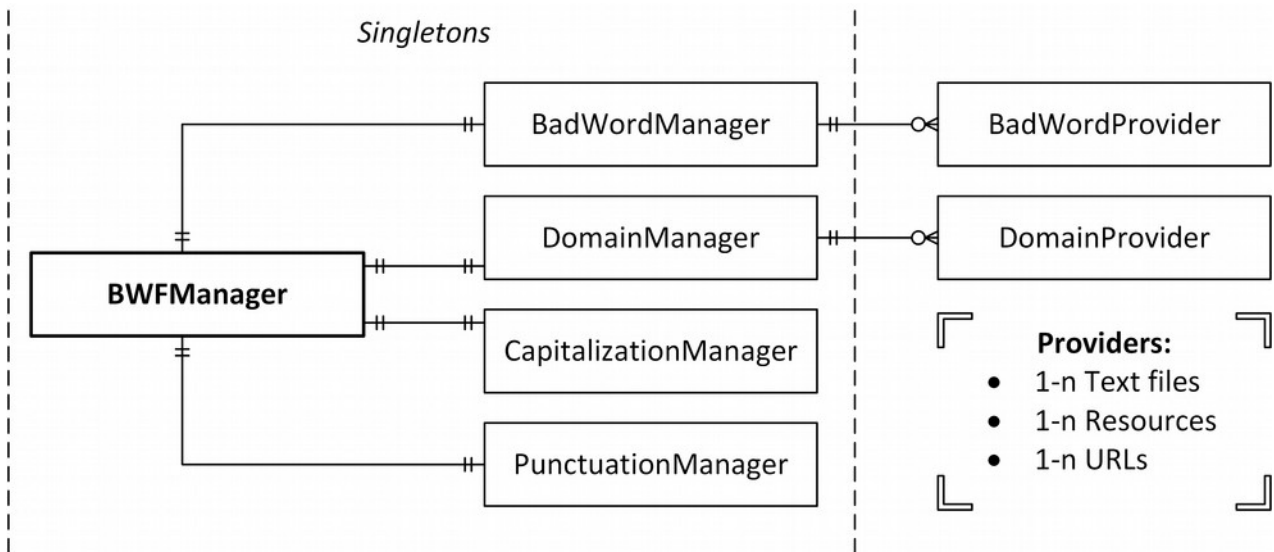 Singletons
BadWordManager
BadWordProvider
DomainManager
DomainProvider
BWFManager
CapitalizationManager
PunctuationManager
Providers:
● 1-n Text files
● 1-n Resources
● 1-n URLs